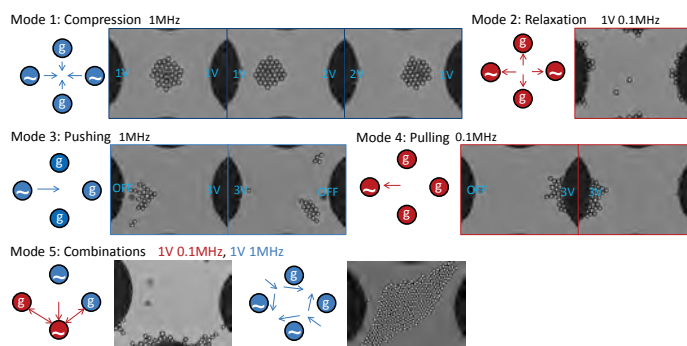 Mode 1: Compression 1MHz
g
~ ~
g
1V 1V 1V 2V 2V 1V
Mode 2: Relaxation 1V 0.1MHz
g
~ ~
g
Mode 3: Pushing 1MHz
g
~ g
g
OFF 3V OFF
Mode 4: Pulling 0.1MHz
g
~ g
g
OFF 3V 3V
Mode 5: Combinations 1V 0.1MHz, 1V 1MHz
~
g g
~
g
~ g
~